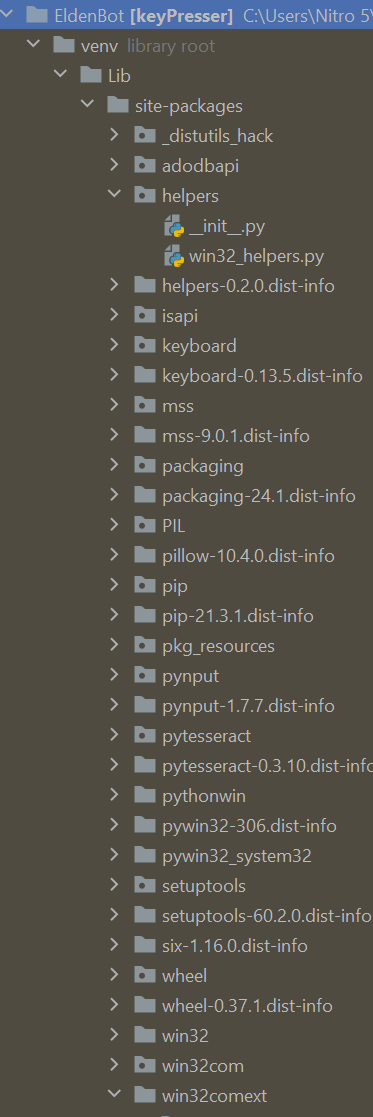 EldenBot [keyPresser] C:\Users\Nitro 5\
venv library root
Lib
site-packages
_distutils_hack
adodbapi
helpers
__init__.py
win32_helpers.py
helpers-0.2.0.dist-info
isapi
keyboard
keyboard-0.13.5.dist-info
mss
mss-9.0.1.dist-info
packaging
packaging-24.1.dist-info
PIL
pillow-10.4.0.dist-info
pip
pip-21.3.1.dist-info
pkg_resources
pynput
pynput-1.7.7.dist-info
pytesseract
pytesseract-0.3.10.dist-info
pythonwin
pywin32-306.dist-info
pywin32_system32
setuptools
setuptools-60.2.0.dist-info
six-1.16.0.dist-info
wheel
wheel-0.37.1.dist-info
win32
win32com
win32comext